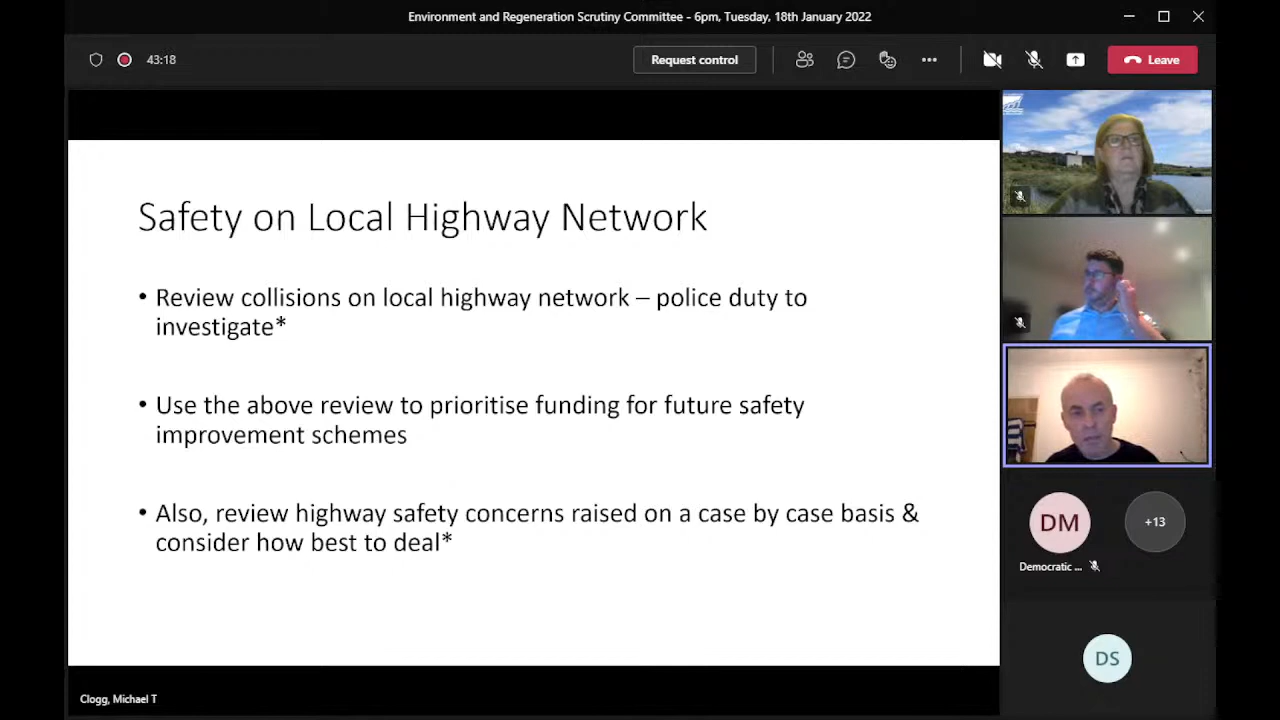 Environment and Regeneration Scrutiny Committee - 6pm, Tuesday, 18th January 2022
43:18
Request control
Leave
Safety on Local Highway Network
• Review collisions on local highway network – police duty to
investigate*
• Use the above review to prioritise funding for future safety
improvement schemes
• Also, review highway safety concerns raised on a case by case basis &
consider how best to deal*
DM
+13
Democratic ...
DS
Clogg, Michael T